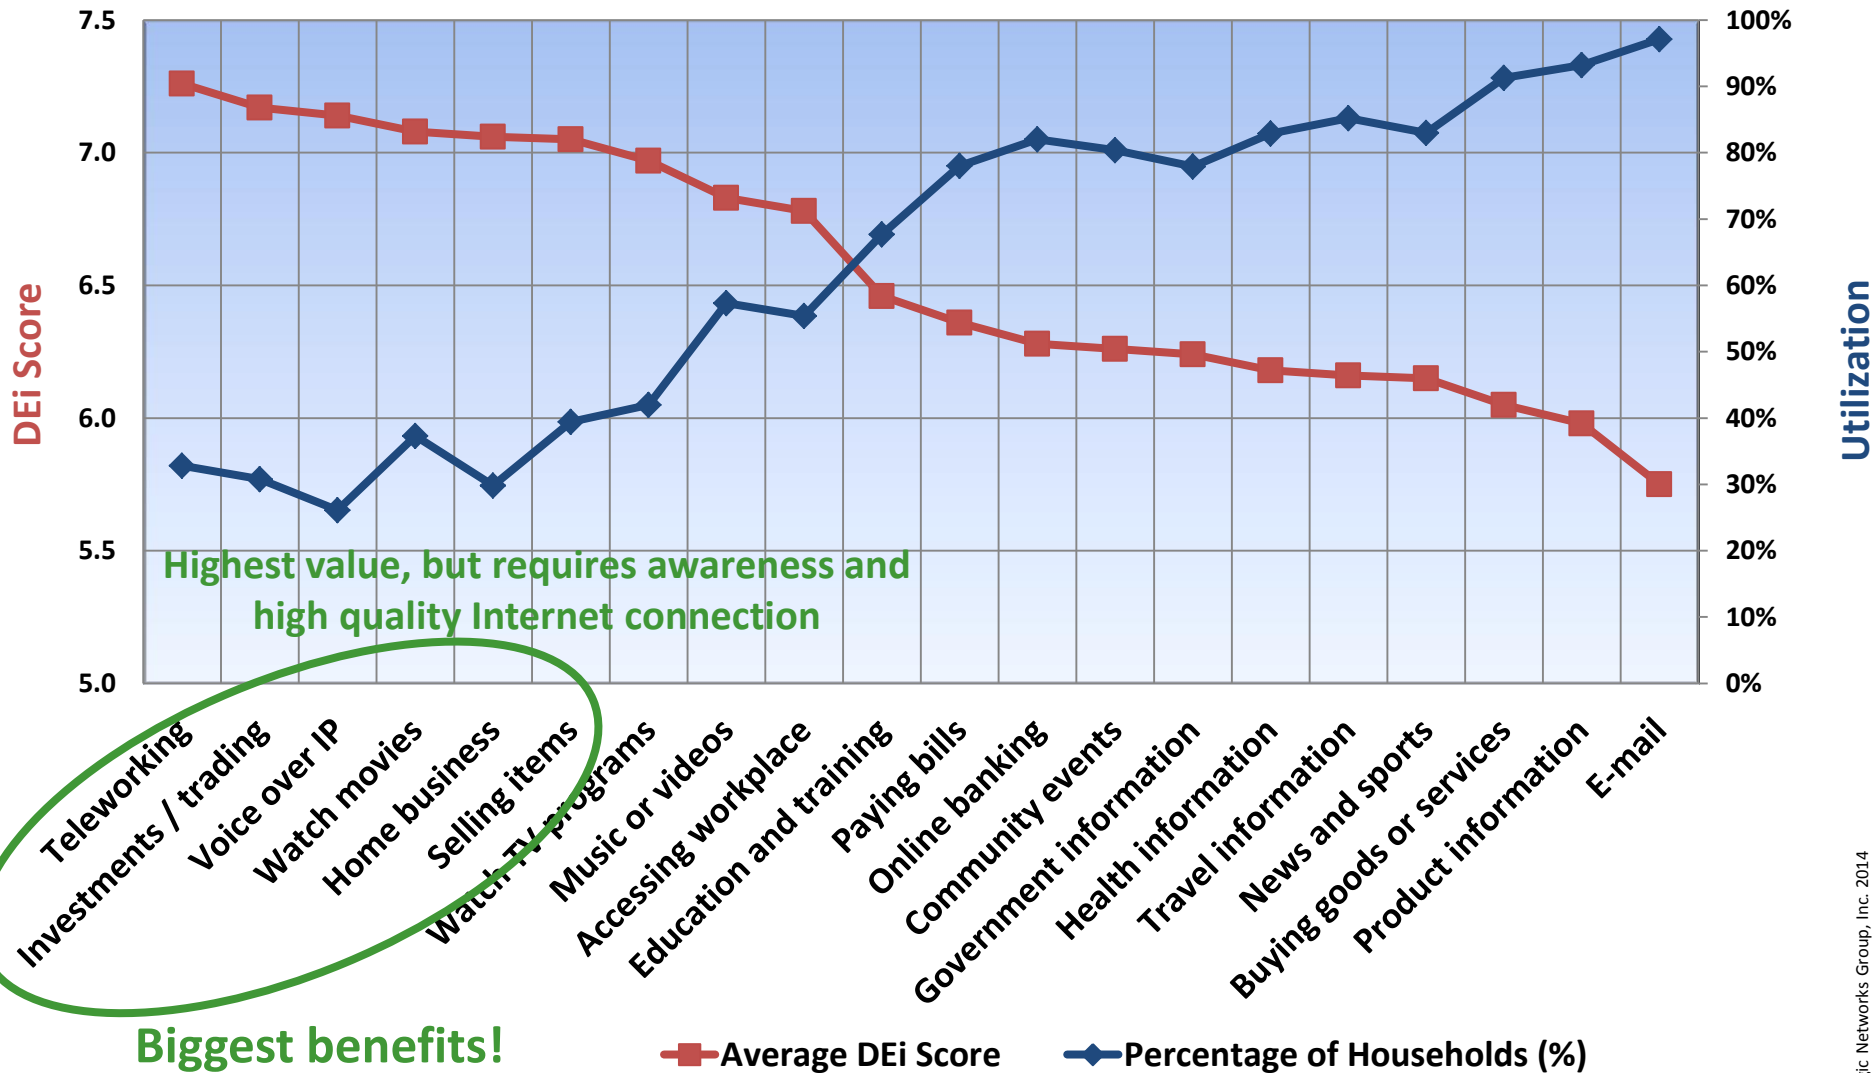 7.5
7.0
6.5
6.0
5.5
5.0
DEi Score
100%
90%
80%
70%
60%
50%
40%
30%
20%
10%
0%
Utilization
Highest value, but requires awareness and
high quality Internet connection
Teleworking
Investments / trading
Voice over IP
Watch movies
Home business
Selling items
Watch TV programs
Music or videos
Accessing workplace
Education and training
Paying bills
Online banking
Community events
Government information
Health information
Travel information
News and sports
Buying goods or services
Product information
E-mail
Biggest benefits!
Average DEi Score
Percentage of Households (%)
Networks Group, Inc. 2014